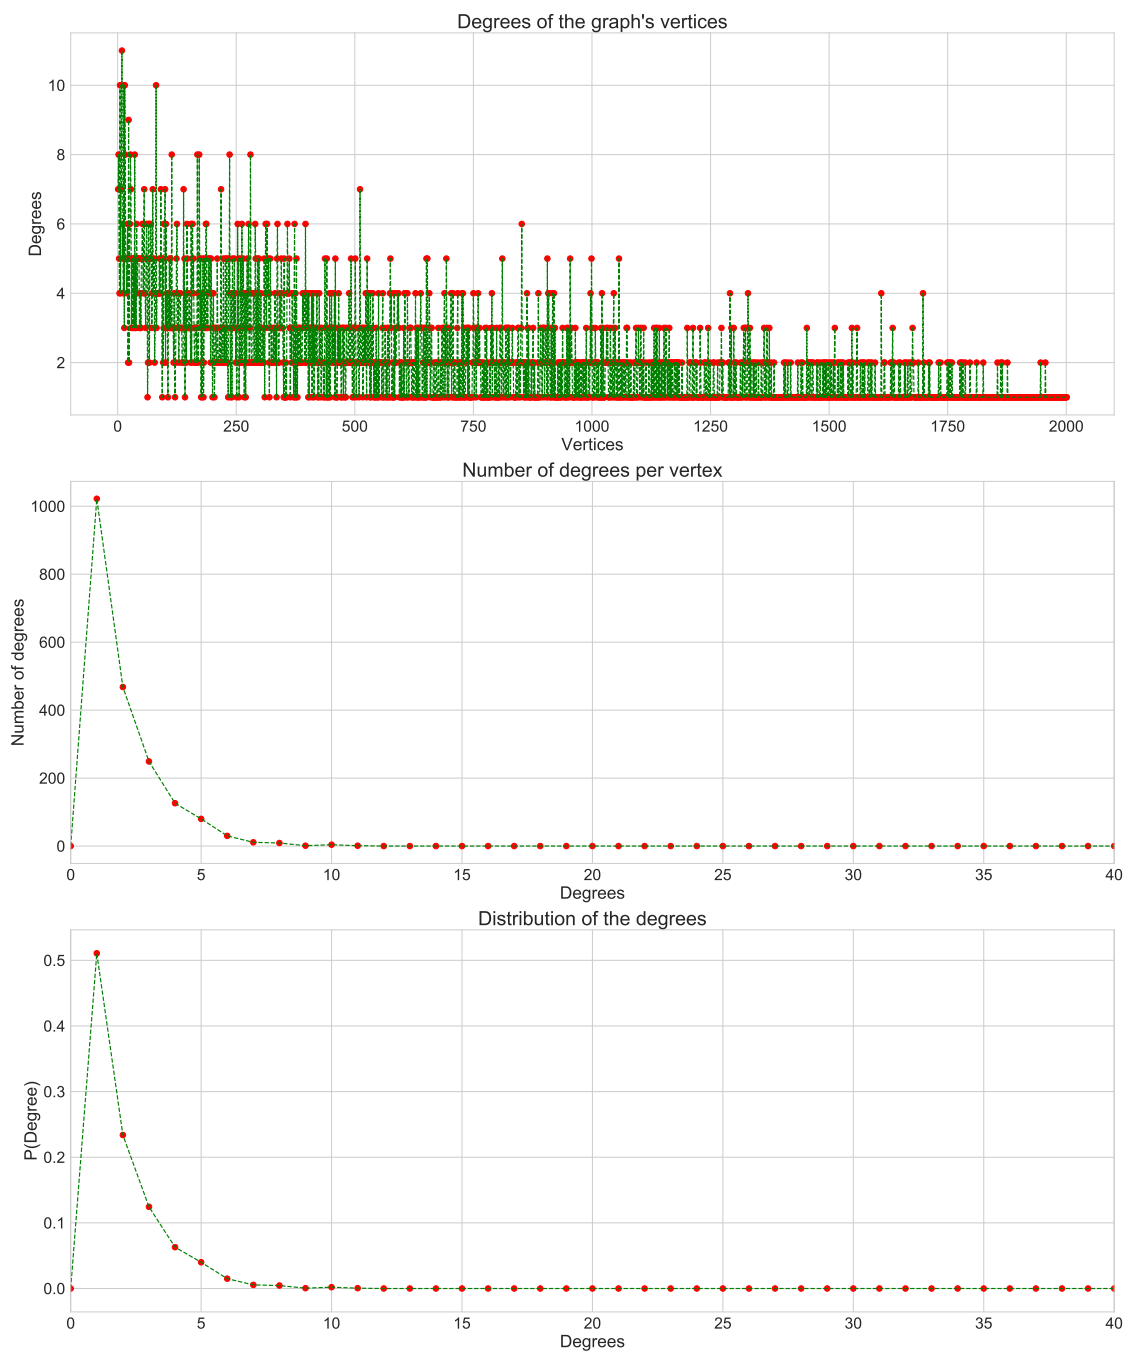 Degrees of the graph's vertices
10
8
6
4
2
Degrees
0 250 500 750 1000 1250 1500 1750 2000
Vertices
Number of degrees per vertex
1000
800
600
400
200
0
Number of degrees
0 5 10 15 20 25 30 35 40
Degrees
Distribution of the degrees
0.5
0.4
0.3
0.2
0.1
0.0
P(Degree)
0 5 10 15 20 25 30 35 40
Degrees